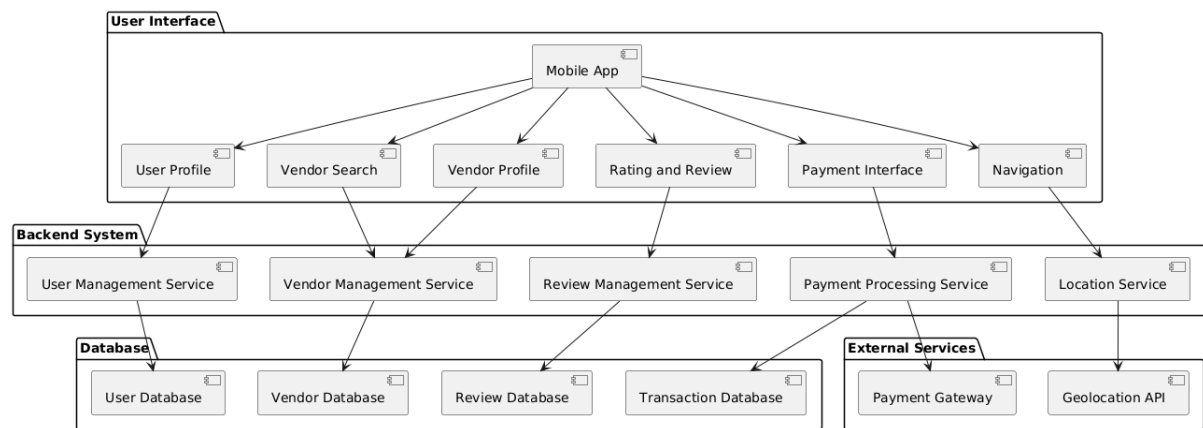 User Interface
Mobile App
User Profile
Vendor Search
Vendor Profile
Rating and Review
Payment Interface
Navigation
Backend System
User Management Service
Vendor Management Service
Review Management Service
Payment Processing Service
Location Service
Database
External Services
User Database
Vendor Database
Review Database
Transaction Database
Payment Gateway
Geolocation API